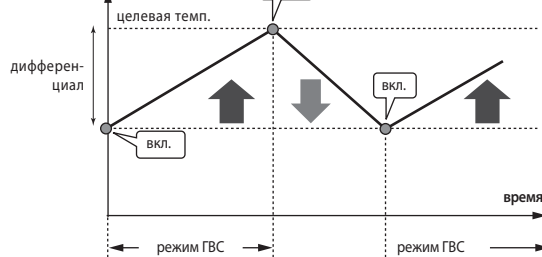 целевая темп.
дифферен-
циал
вкл.
вкл.
время
режим ГВС
режим ГВС